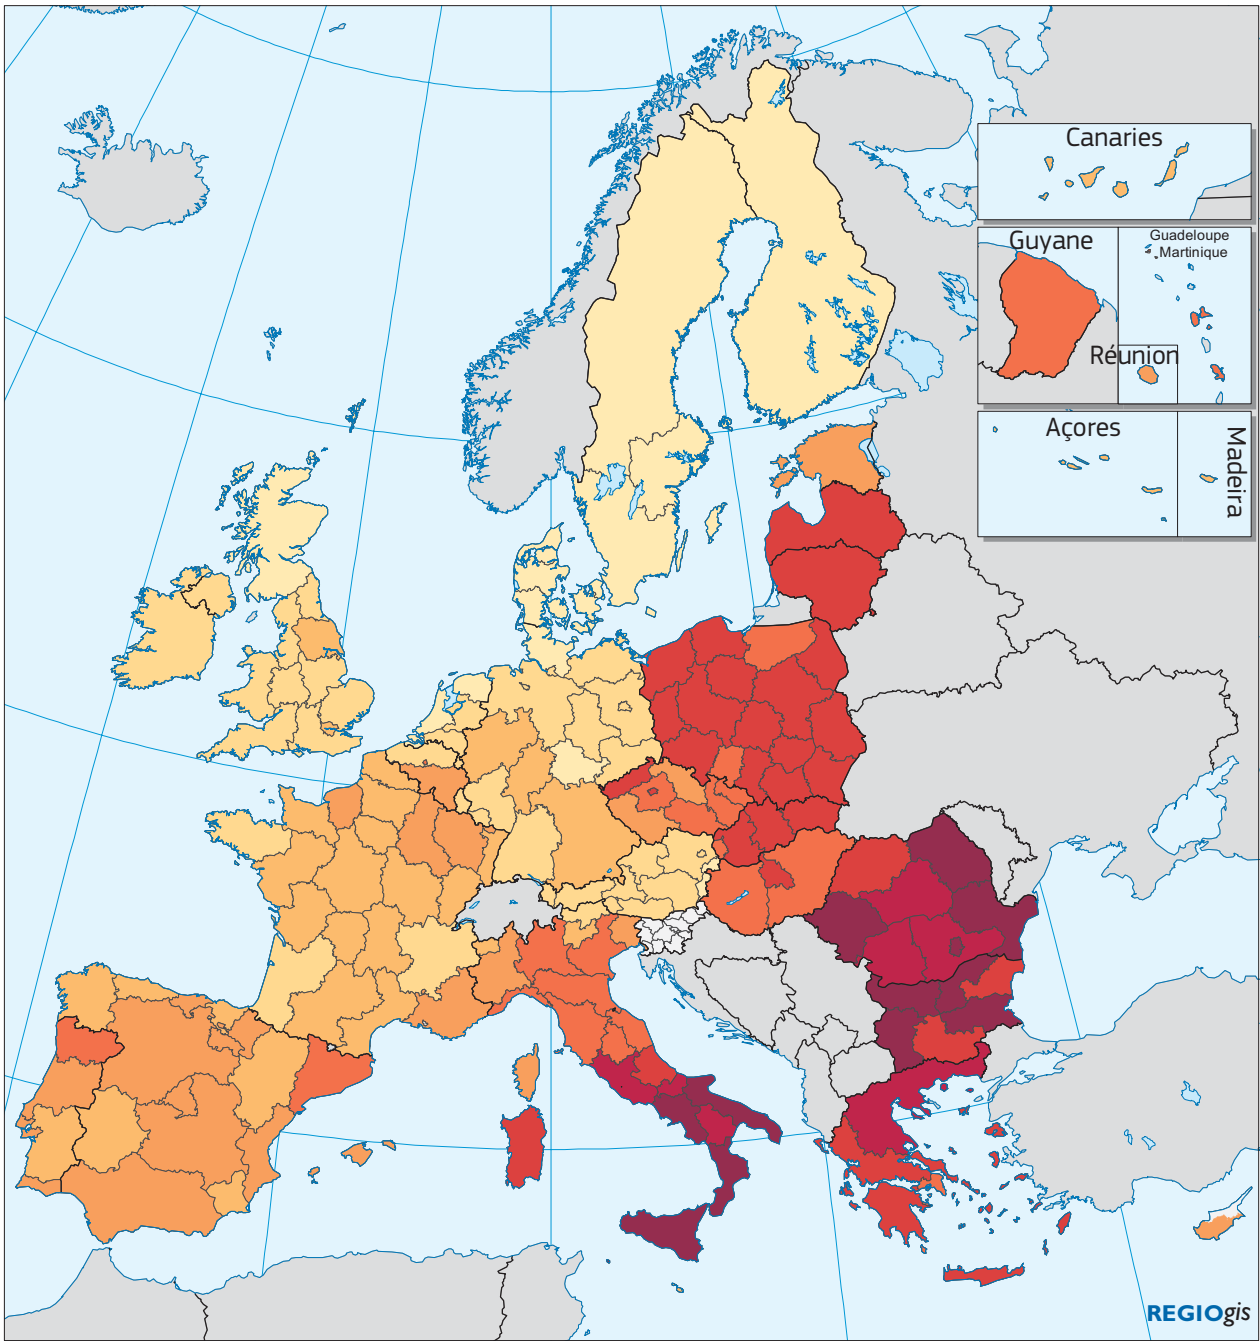 Canaries
Guyane
Guadeloupe
Martinique
Réunion
Açores
Madeira
REGIOgis